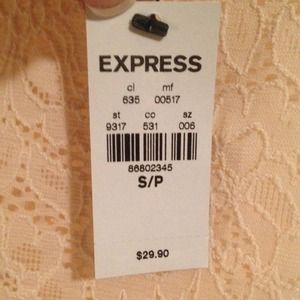 EXPRESS
cl mf
635 00517
st co sz
9317 531 006
86802345
S/P
$29.90